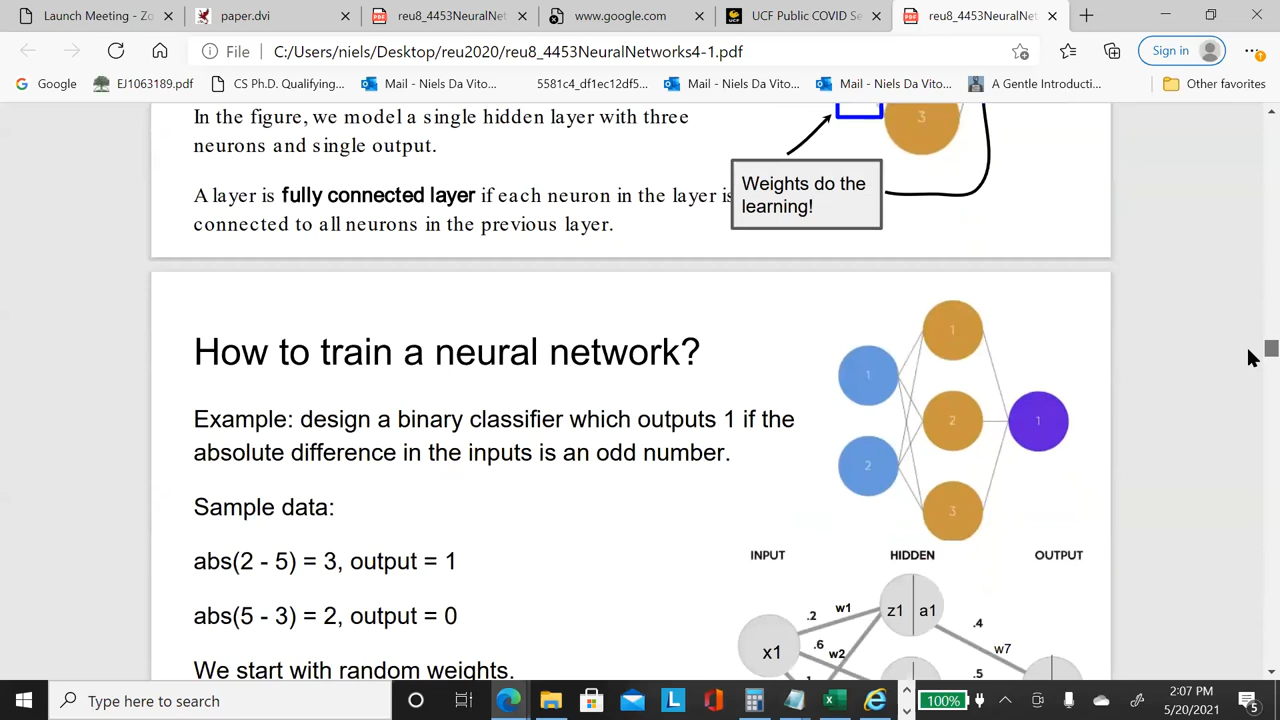 Launch Meeting - Zo
paper.dvi
reu8_4453NeuralNet
www.google.com
UCF Public COVID Se
reu8_4453NeuralNet
File
C:/Users/niels/Desktop/reu2020/reu8_4453NeuralNetworks4-1.pdf
Sign in
Google
EJ1063189.pdf
CS Ph.D. Qualifying...
Mail - Niels Da Vito...
5581c4_df1ec12df5...
Mail - Niels Da Vito...
Mail - Niels Da Vito...
A Gentle Introducti...
Other favorites
In the figure, we model a single hidden layer with three
neurons and single output.
A layer is fully connected layer if each neuron in the layer is
connected to all neurons in the previous layer.
3
Weights do the
learning!
How to train a neural network?
Example: design a binary classifier which outputs 1 if the
absolute difference in the inputs is an odd number.
Sample data:
abs(2 - 5) = 3, output = 1
abs(5 - 3) = 2, output = 0
We start with random weights.
1
1
2
1
2
3
INPUT
HIDDEN
OUTPUT
z1 a1
.2 w1
.4
.6 w2
w7
x1
.5
Type here to search
100%
2:07 PM
5/20/2021
5